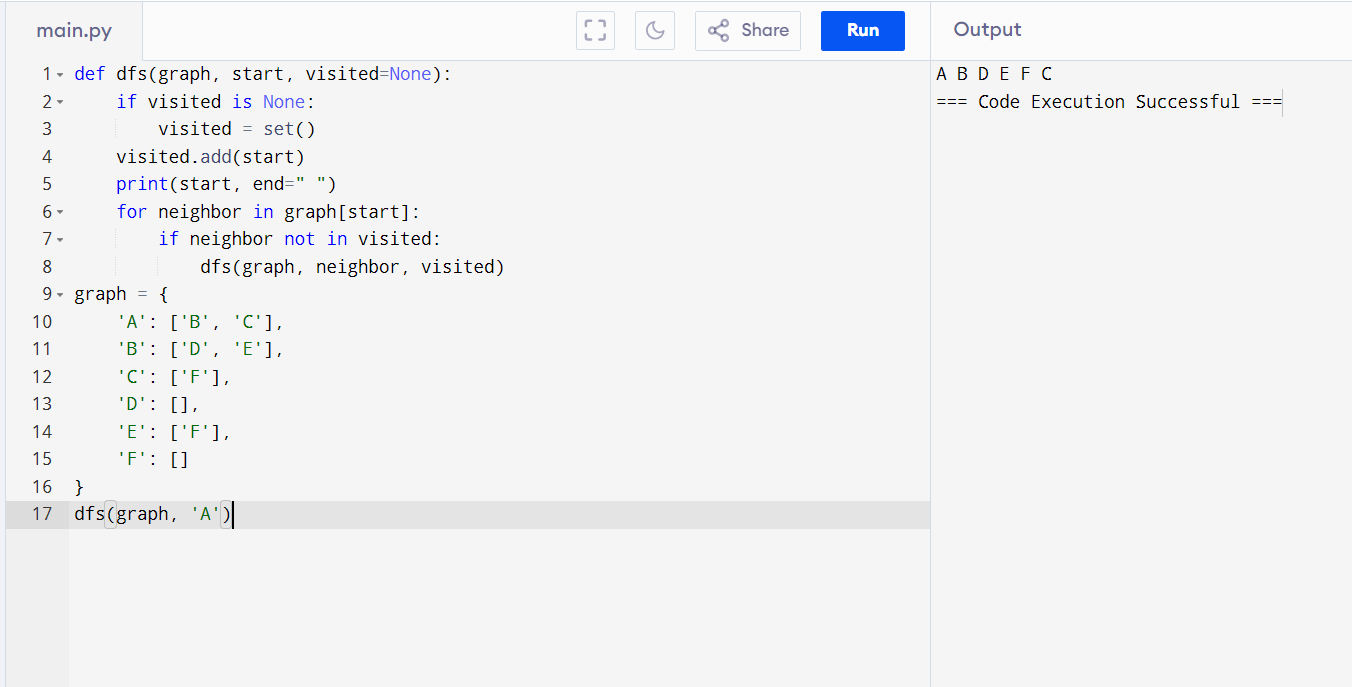 main.py
Share
Run
Output
1 def dfs(graph, start, visited=None):
2     if visited is None:
3         visited = set()
4     visited.add(start)
5     print(start, end=" ")
6     for neighbor in graph[start]:
7         if neighbor not in visited:
8             dfs(graph, neighbor, visited)
9 graph = {
10     'A': ['B', 'C'],
11     'B': ['D', 'E'],
12     'C': ['F'],
13     'D': [],
14     'E': ['F'],
15     'F': []
16 }
17 dfs(graph, 'A')
A B D E F C
=== Code Execution Successful ===